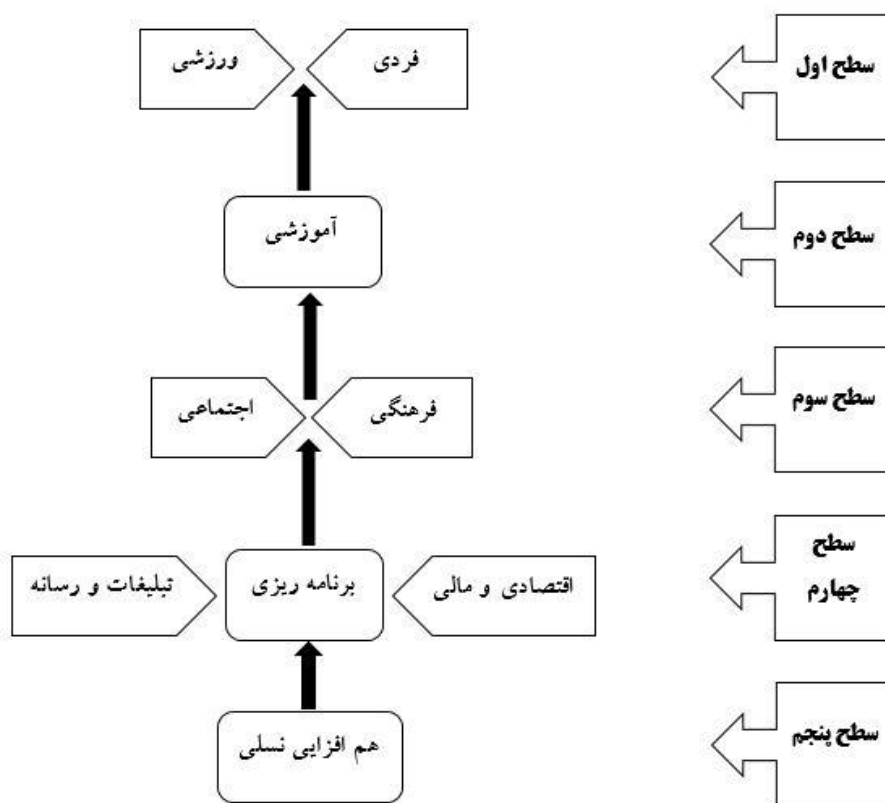 سطح اول
فردی
ورزشی
سطح دوم
آموزشی
سطح سوم
فرهنگی
اجتماعی
سطح
چهارم
اقتصادی و مالی
برنامه ریزی
تبلیغات و رسانه
سطح پنجم
هم افزایی نسلی